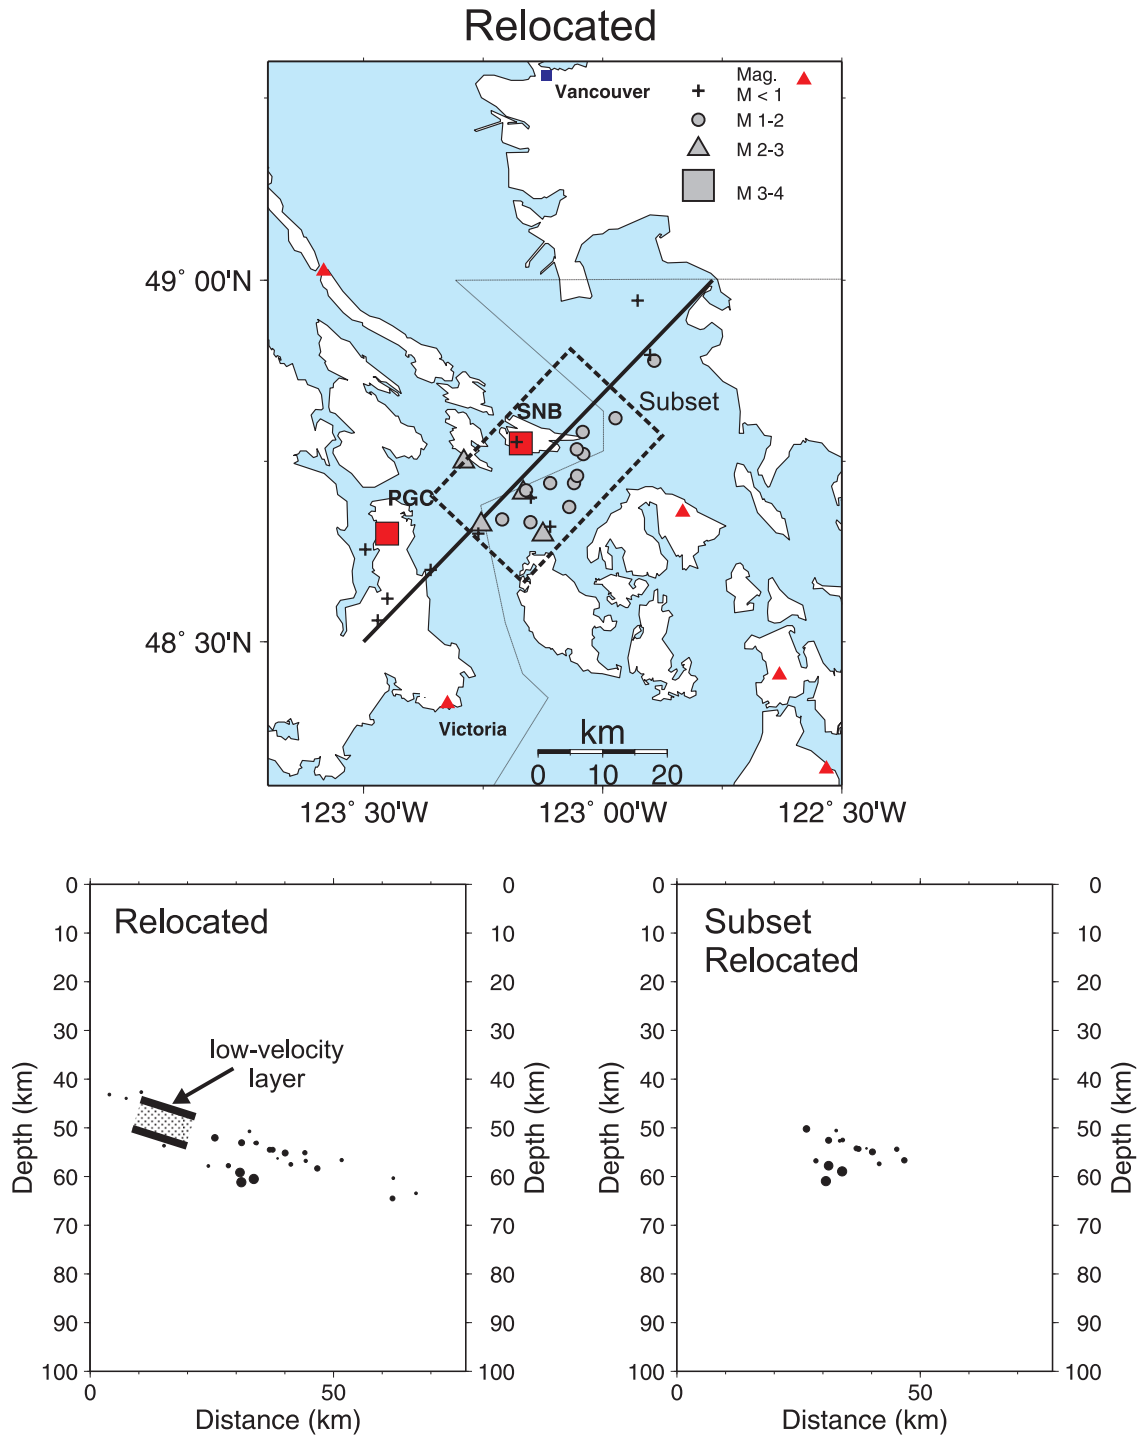 Relocated
Mag.
M < 1
M 1-2
M 2-3
M 3-4
Vancouver
49° 00'N
SNB
Subset
PGC
48° 30'N
Victoria
km
0 10 20
123° 30'W 123° 00'W 122° 30'W
Relocated
low-velocity
layer
0
10
20
30
40
50
60
70
80
90
100
Depth (km)
0
10
20
30
40
50
60
70
80
90
100
Depth (km)
0 50
Distance (km)
Subset
Relocated
0
10
20
30
40
50
60
70
80
90
100
Depth (km)
0
10
20
30
40
50
60
70
80
90
100
Depth (km)
0 50
Distance (km)